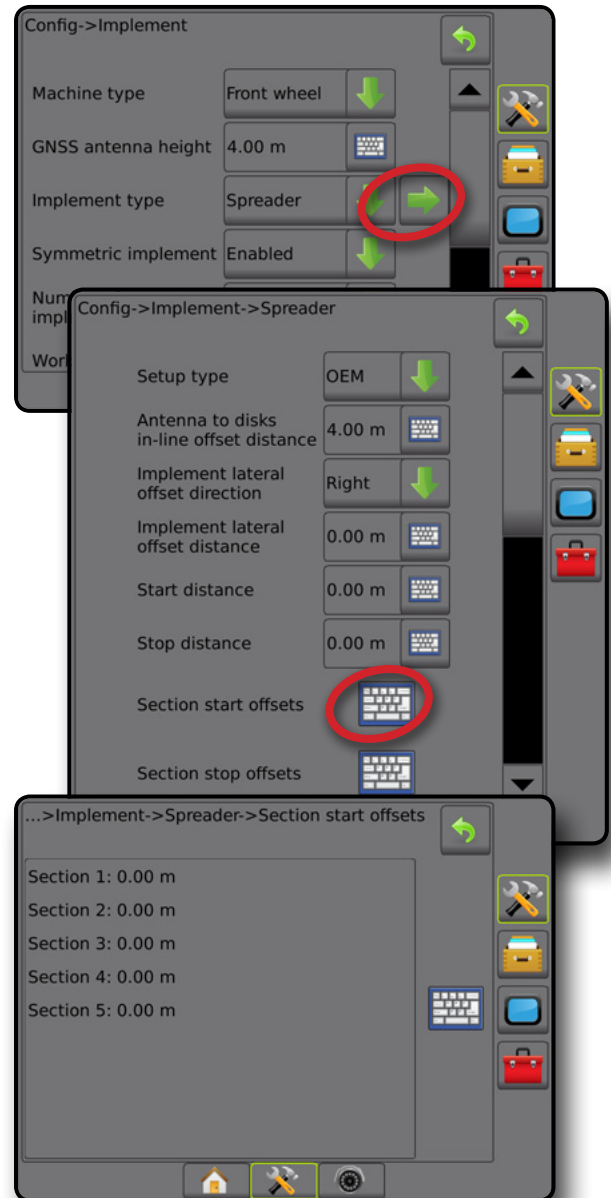 Config->Implement
Machine type Front wheel
GNSS antenna height 4.00 m
Implement type Spreader
Symmetric implement Enabled
Config->Implement->Spreader
Setup type OEM
Antenna to disks
in-line offset distance 4.00 m
Implement lateral
offset direction Right
Implement lateral
offset distance 0.00 m
Start distance 0.00 m
Stop distance 0.00 m
Section start offsets
Section stop offsets
...>Implement->Spreader->Section start offsets
Section 1: 0.00 m
Section 2: 0.00 m
Section 3: 0.00 m
Section 4: 0.00 m
Section 5: 0.00 m